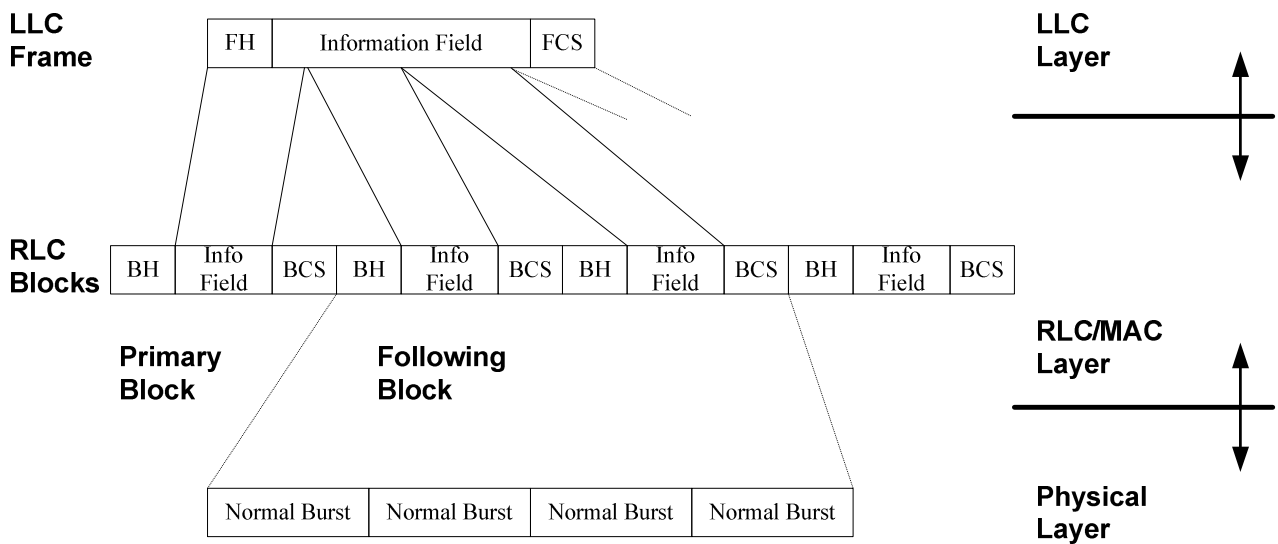 LLC
Frame
FH
Information Field
FCS
LLC
Layer
RLC
Blocks
BH
Info
Field
BCS
BH
Info
Field
BCS
BH
Info
Field
BCS
BH
Info
Field
BCS
Primary
Block
Following
Block
RLC/MAC
Layer
Normal Burst
Normal Burst
Normal Burst
Normal Burst
Physical
Layer